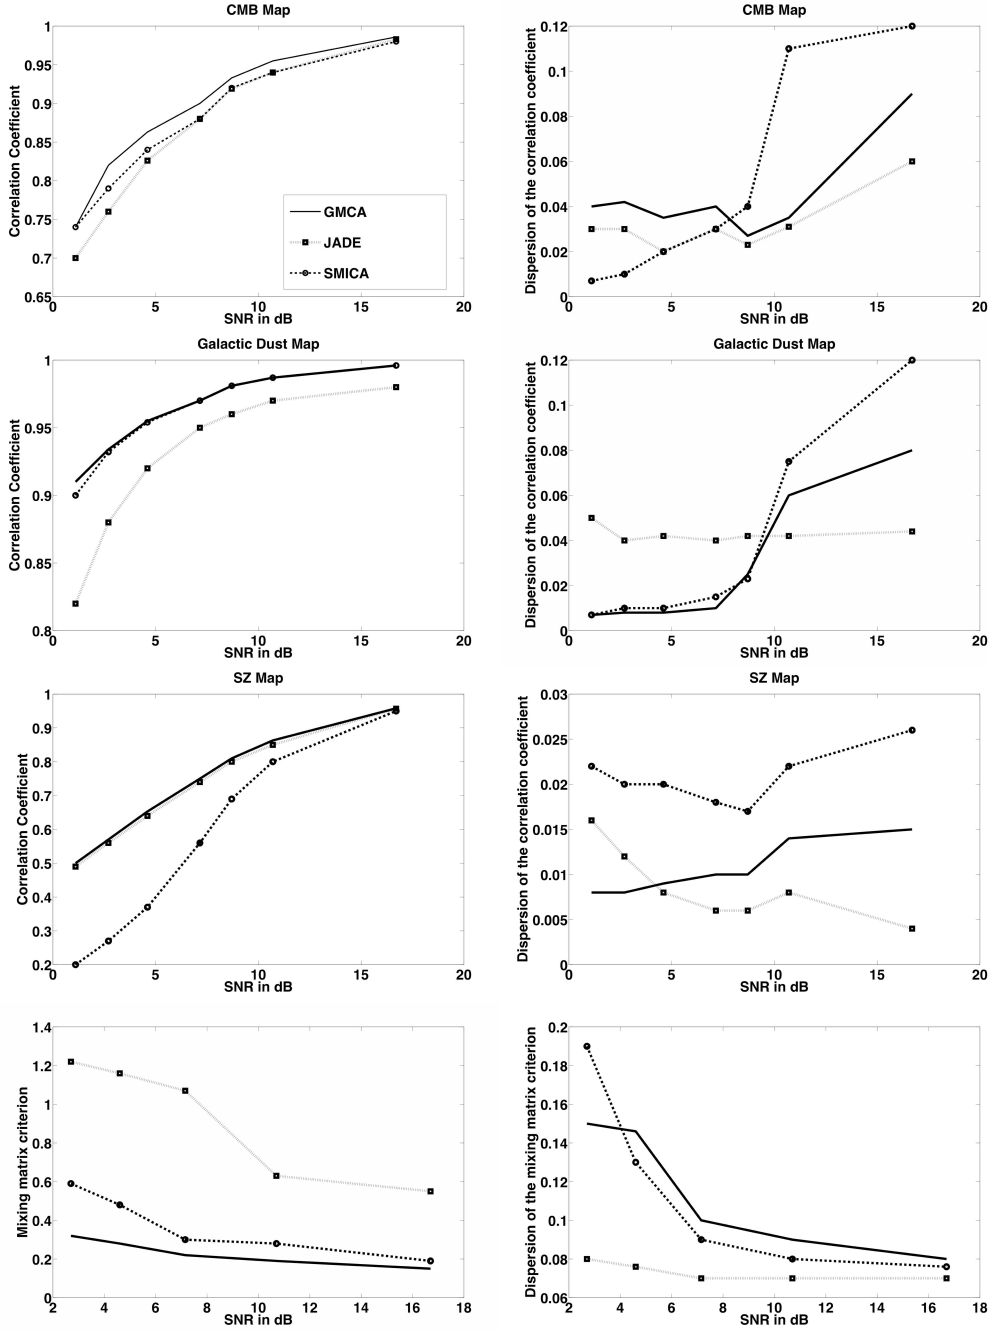 CMB Map
Correlation Coefficient
1
0.95
0.9
0.85
0.8
0.75
0.7
0.65
0 5 10 15 20
SNR in dB
GMCA
JADE
SMICA
CMB Map
Dispersion of the correlation coefficient
0.12
0.1
0.08
0.06
0.04
0.02
0
0 5 10 15 20
SNR in dB
Galactic Dust Map
Correlation Coefficient
1
0.95
0.9
0.85
0.8
0 5 10 15 20
SNR in dB
Galactic Dust Map
Dispersion of the correlation coefficient
0.12
0.1
0.08
0.06
0.04
0.02
0
0 5 10 15 20
SNR in dB
SZ Map
Correlation Coefficient
1
0.9
0.8
0.7
0.6
0.5
0.4
0.3
0.2
0 5 10 15 20
SNR in dB
SZ Map
Dispersion of the correlation coefficient
0.03
0.025
0.02
0.015
0.01
0.005
0
0 5 10 15 20
SNR in dB
Mixing matrix criterion
1.4
1.2
1
0.8
0.6
0.4
0.2
0
2 4 6 8 10 12 14 16 18
SNR in dB
Dispersion of the mixing matrix criterion
0.2
0.18
0.16
0.14
0.12
0.1
0.08
0.06
2 4 6 8 10 12 14 16 18
SNR in dB